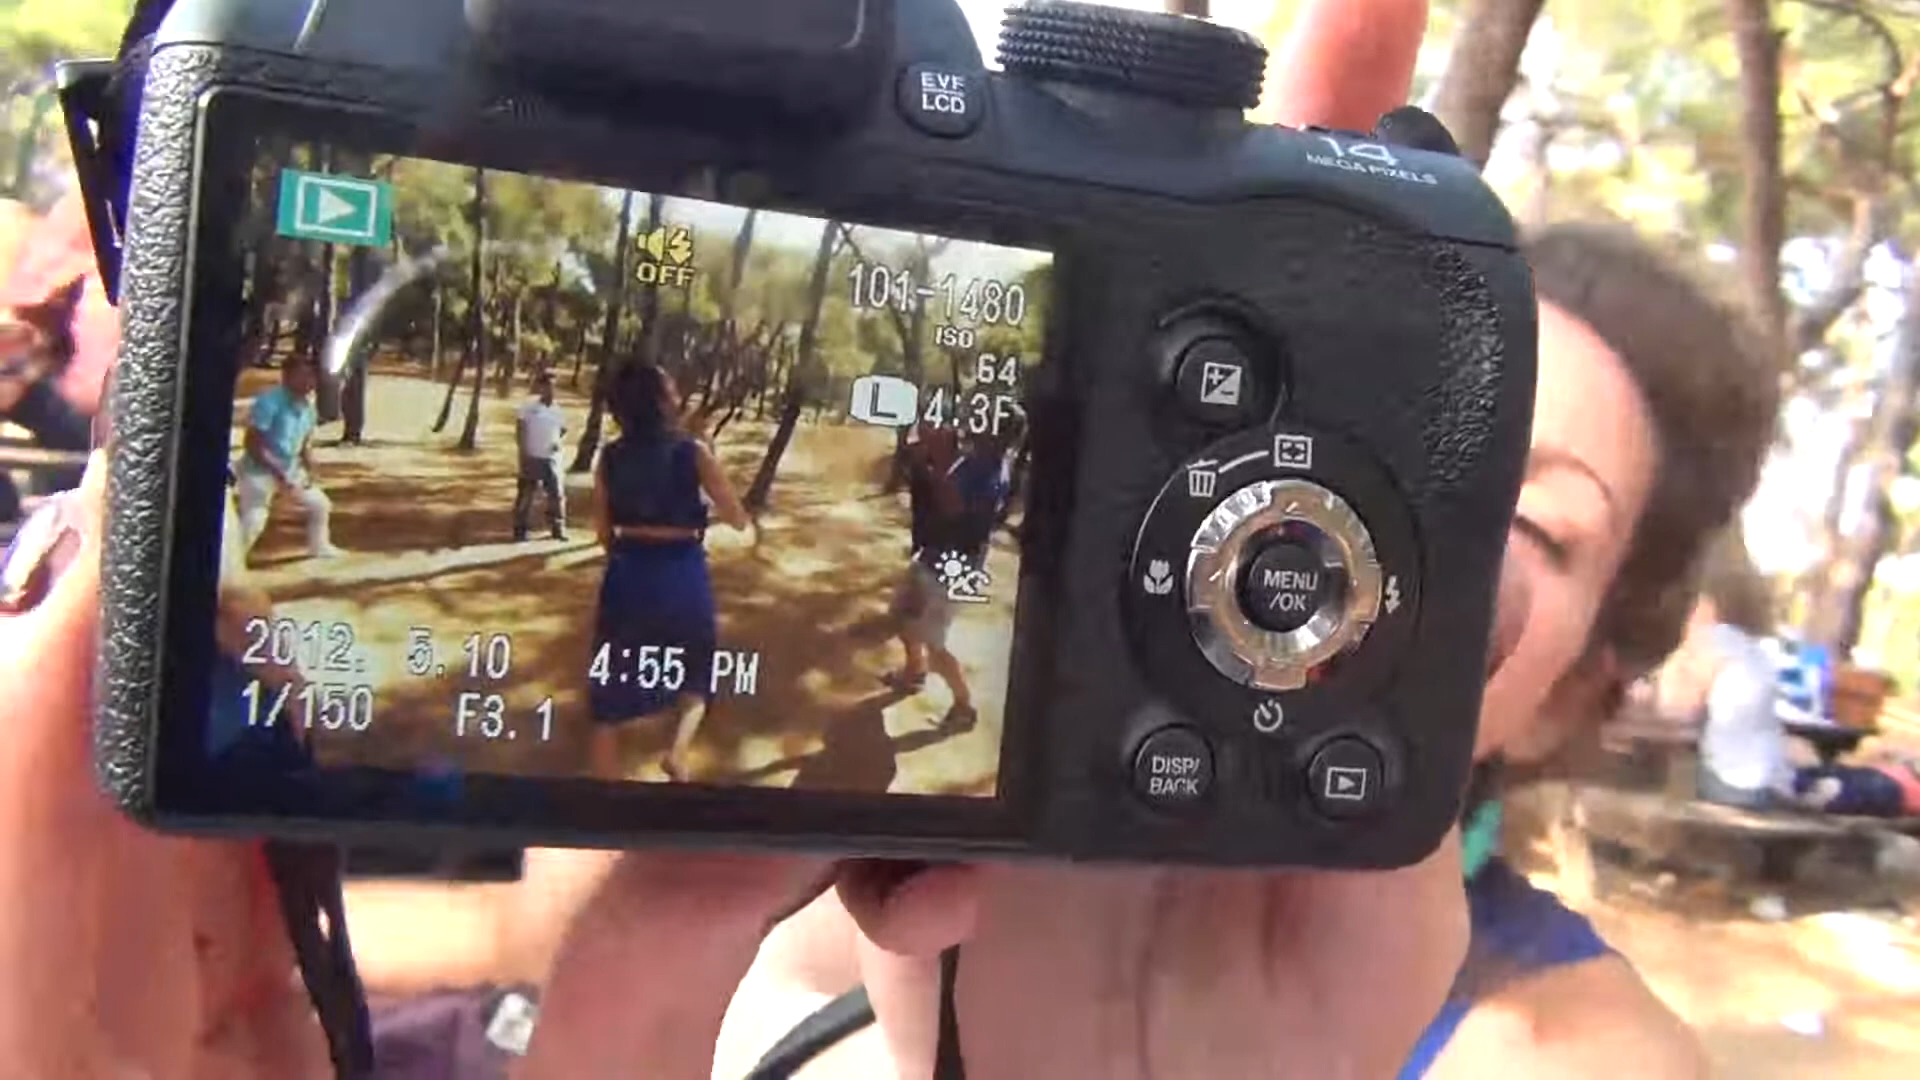 EVF
LCD
14
MEGA PIXELS
OFF
101-1480
ISO
64
L 4:3F
MENU
/OK
2012. 5.10 4:55 PM
1/150 F3.1
DISP/
BACK